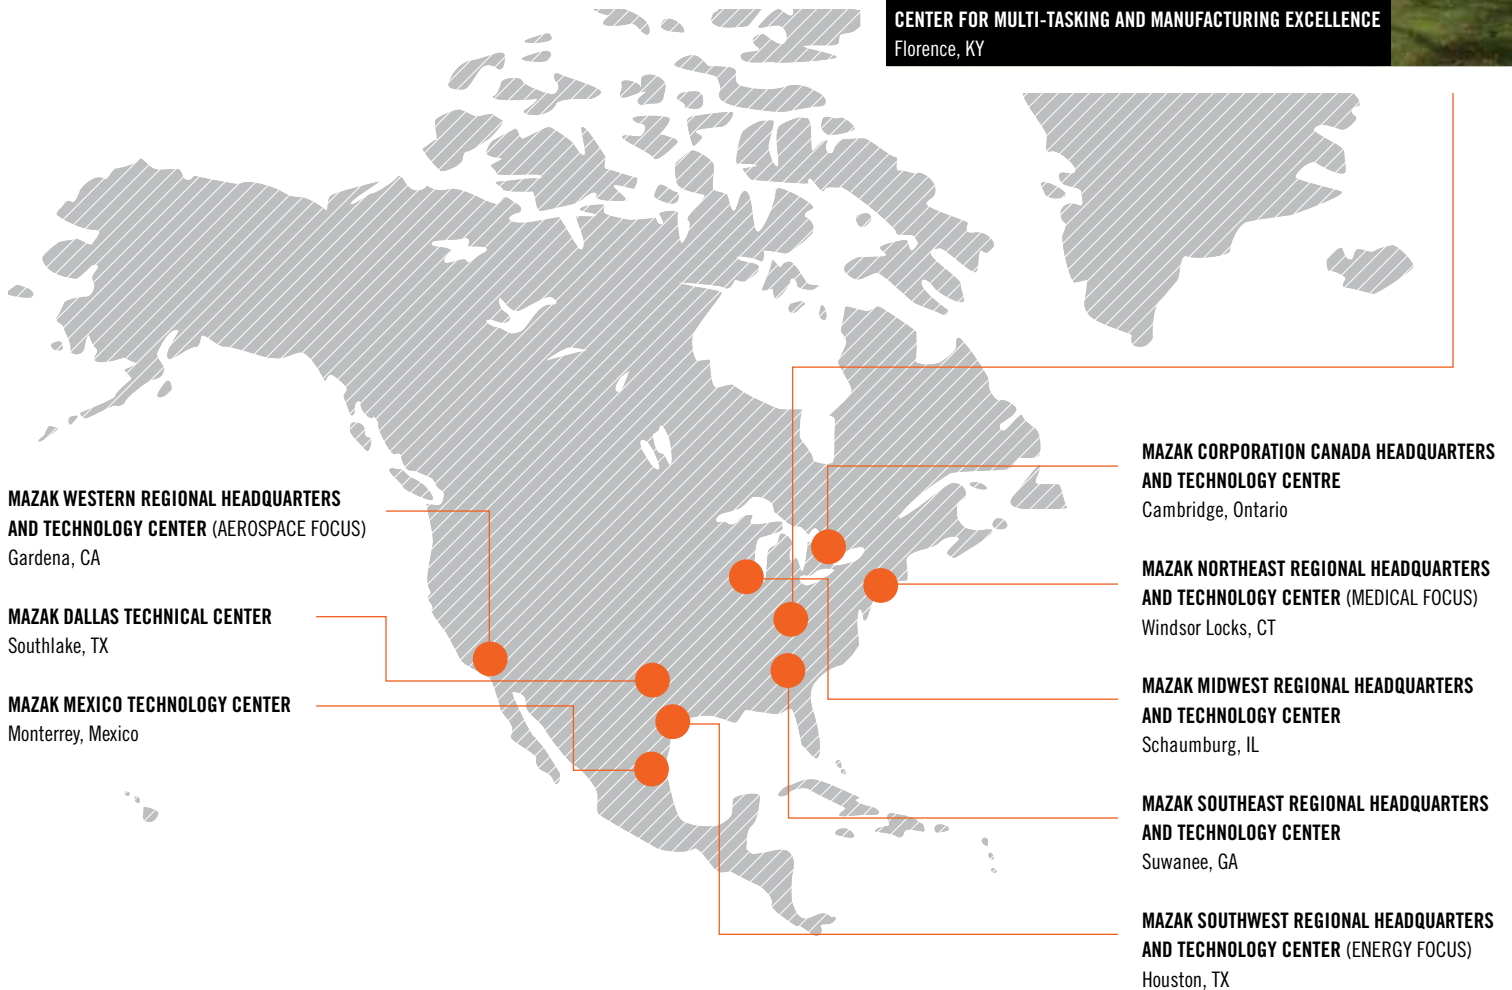 CENTER FOR MULTI-TASKING AND MANUFACTURING EXCELLENCE
Florence, KY
MAZAK WESTERN REGIONAL HEADQUARTERS
AND TECHNOLOGY CENTER (AEROSPACE FOCUS)
Gardena, CA
MAZAK DALLAS TECHNICAL CENTER
Southlake, TX
MAZAK MEXICO TECHNOLOGY CENTER
Monterrey, Mexico
MAZAK CORPORATION CANADA HEADQUARTERS
AND TECHNOLOGY CENTRE
Cambridge, Ontario
MAZAK NORTHEAST REGIONAL HEADQUARTERS
AND TECHNOLOGY CENTER (MEDICAL FOCUS)
Windsor Locks, CT
MAZAK MIDWEST REGIONAL HEADQUARTERS
AND TECHNOLOGY CENTER
Schaumburg, IL
MAZAK SOUTHEAST REGIONAL HEADQUARTERS
AND TECHNOLOGY CENTER
Suwanee, GA
MAZAK SOUTHWEST REGIONAL HEADQUARTERS
AND TECHNOLOGY CENTER (ENERGY FOCUS)
Houston, TX